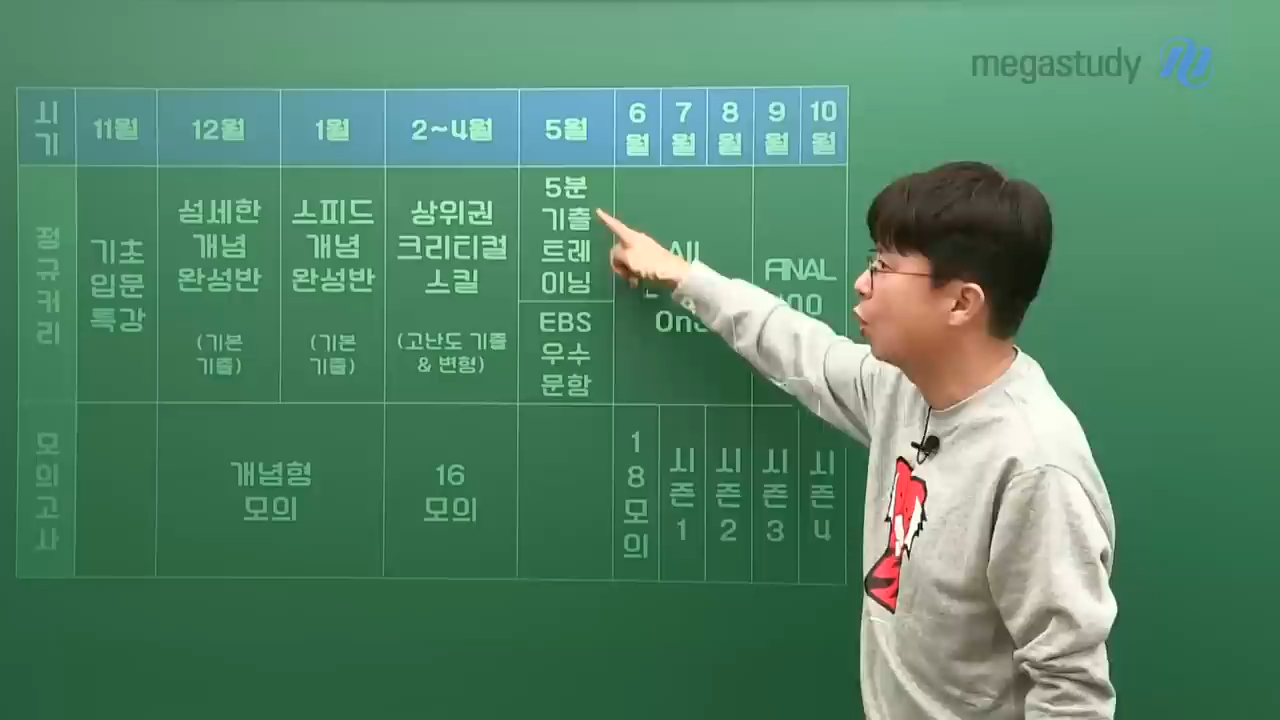 megastudy
시
기
11월
12월
1월
2~4월
5월
6
월
7
월
8
월
9
월
10
월
정
규
커
리
기초
입문
특강
섬세한
개념
완성반
(기본
기출)
스피드
개념
완성반
(기본
기출)
상위권
크리티컬
스킬
(고난도 기출
& 변형)
5분
기출
트레
이닝
EBS
우수
문항
All
FINAL
모
의
고
사
개념형
모의
16
모의
1
8
모
의
시
즌
1
시
즌
2
시
즌
3
시
즌
4